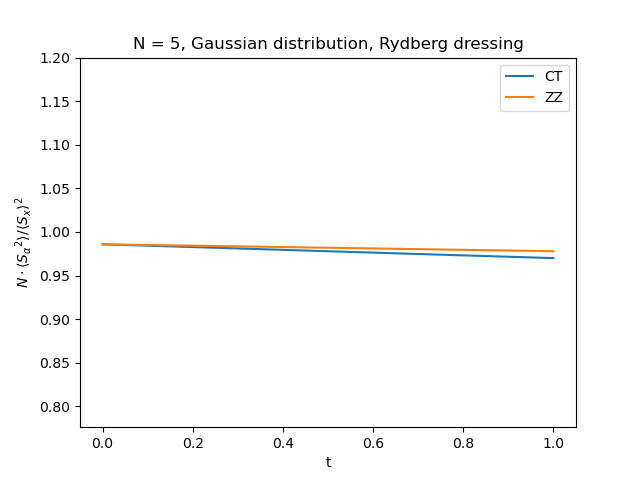 N = 5, Gaussian distribution, Rydberg dressing
1.20
1.15
1.10
1.05
1.00
0.95
0.90
0.85
0.80
N · ⟨S_α²⟩/⟨S_x⟩²
CT
ZZ
0.0 0.2 0.4 0.6 0.8 1.0
t